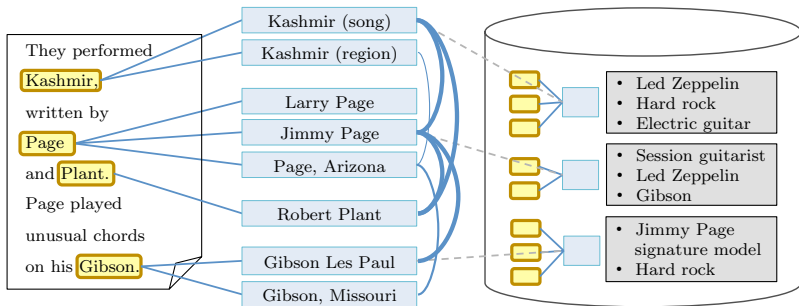 They performed
Kashmir,
written by
Page
and Plant.
Page played
unusual chords
on his Gibson.
Kashmir (song)
Kashmir (region)
Larry Page
Jimmy Page
Page, Arizona
Robert Plant
Gibson Les Paul
Gibson, Missouri
• Led Zeppelin
• Hard rock
• Electric guitar
• Session guitarist
• Led Zeppelin
• Gibson
• Jimmy Page
signature model
• Hard rock